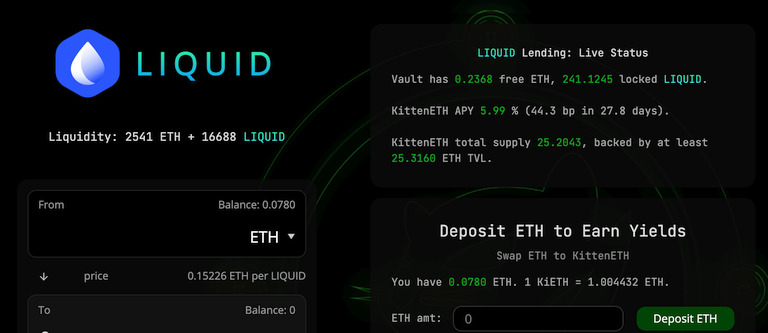 LIQUID
Liquidity: 2541 ETH + 16688 LIQUID
From
Balance: 0.0780
ETH
price
0.15226 ETH per LIQUID
To
Balance: 0
LIQUID Lending: Live Status
Vault has 0.2368 free ETH, 241.1245 locked LIQUID.
KittenETH APY 5.99 % (44.3 bp in 27.8 days).
KittenETH total supply 25.2043, backed by at least
25.3160 ETH TVL.
Deposit ETH to Earn Yields
Swap ETH to KittenETH
You have 0.0780 ETH. 1 KiETH = 1.004432 ETH.
ETH amt:
0
Deposit ETH